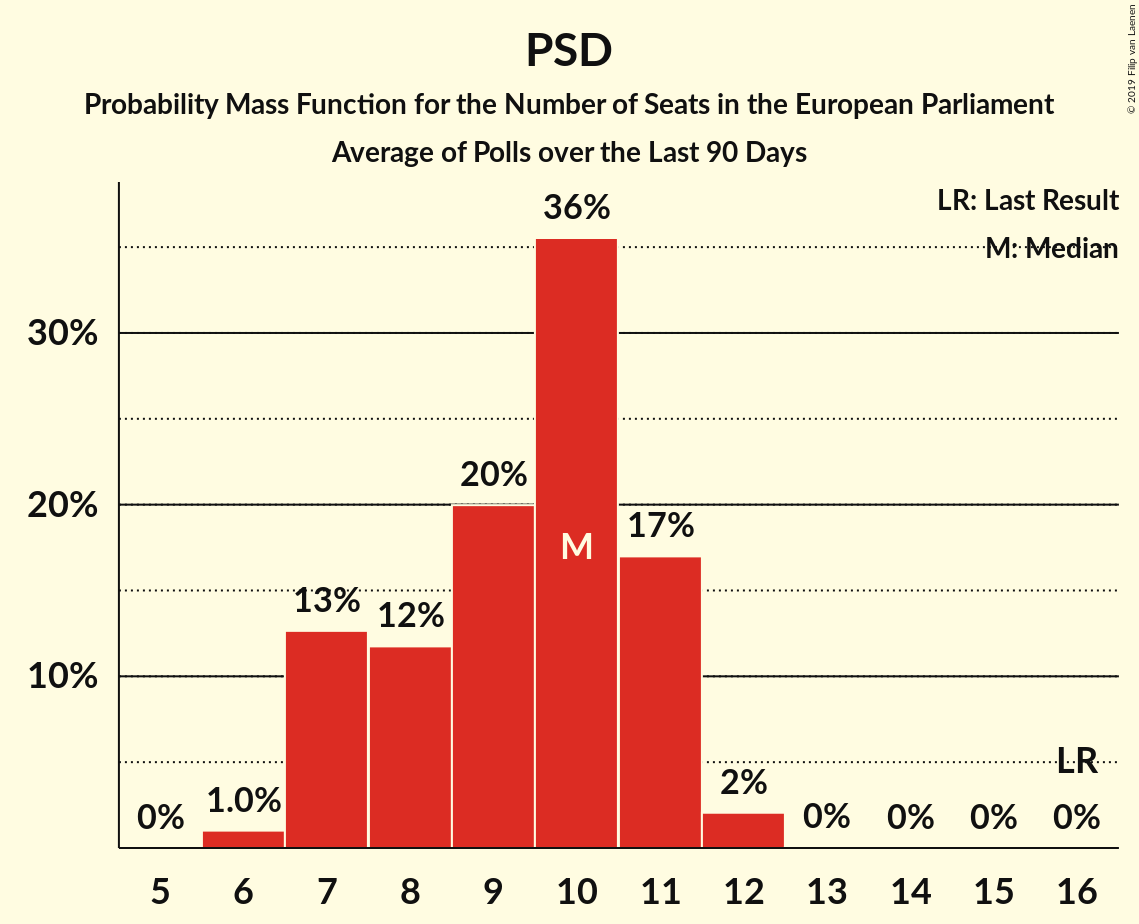 PSD
Probability Mass Function for the Number of Seats in the European Parliament
Average of Polls over the Last 90 Days
© 2019 Filip van Laenen
LR: Last Result
M: Median
36%
30%
20%
20%
17%
M
13%
12%
10%
LR
2%
1.0%
0%
0%
0%
0%
0%
5 6 7 8 9 10 11 12 13 14 15 16